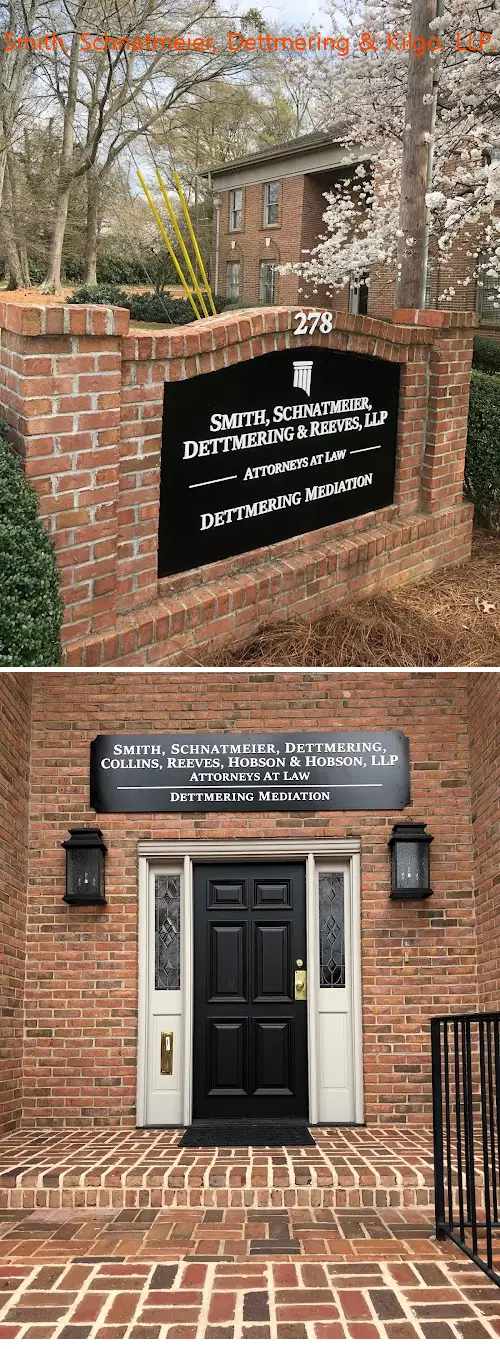 Smith, Schnatmeier, Dettmering & Kilgo, LLP.
278
SMITH, SCHNATMEIER,
DETTMERING & REEVES, LLP
ATTORNEYS AT LAW
DETTMERING MEDIATION
SMITH, SCHNATMEIER, DETTMERING,
COLLINS, REEVES, HOBSON & HOBSON, LLP
ATTORNEYS AT LAW
DETTMERING MEDIATION